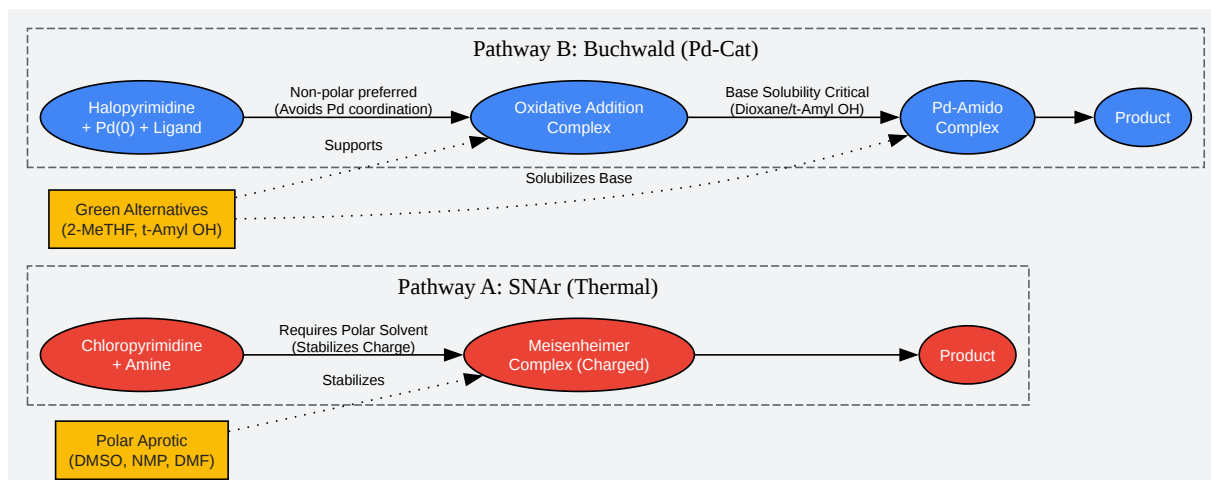 Pathway B: Buchwald (Pd-Cat)
Halopyrimidine
+ Pd(0) + Ligand
Non-polar preferred
(Avoids Pd coordination)
Oxidative Addition
Complex
Base Solubility Critical
(Dioxane/t-Amyl OH)
Pd-Amido
Complex
Product
Supports
Solubilizes Base
Green Alternatives
(2-MeTHF, t-Amyl OH)
Pathway A: SNAr (Thermal)
Chloropyrimidine
+ Amine
Requires Polar Solvent
(Stabilizes Charge)
Meisenheimer
Complex (Charged)
Product
Stabilizes
Polar Aprotic
(DMSO, NMP, DMF)